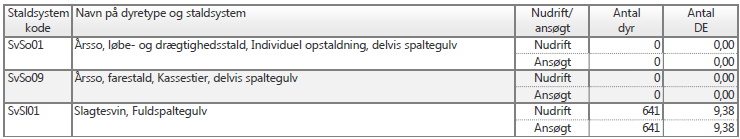 Staldsystem kode Navn på dyretype og staldsystem Nudrift/ ansøgt Antal dyr Antal DE
SvSo01 Årsso, løbe- og drægtighedsstald, Individuel opstaldning, delvis spaltegulv Nudrift 0 0,00
Ansøgt 0 0,00
SvSo09 Årsso, farestald, Kassestier, delvis spaltegulv Nudrift 0 0,00
Ansøgt 0 0,00
SvSl01 Slagtesvin, Fuldspaltegulv Nudrift 641 9,38
Ansøgt 641 9,38